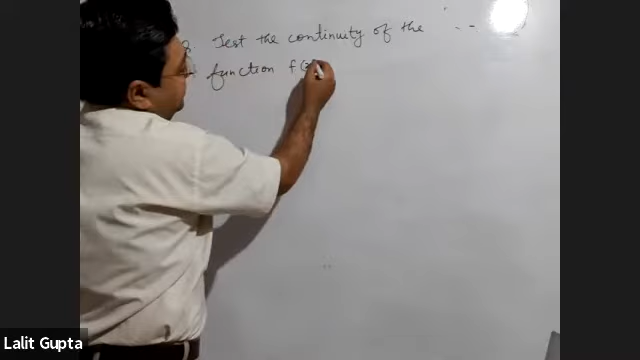 Q. Test the continuity of the
function f(
Lalit Gupta